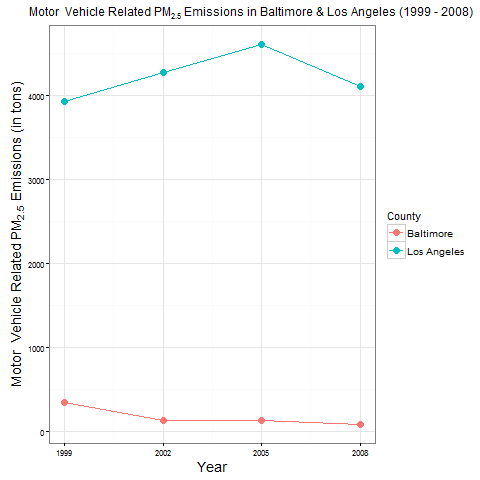 Motor Vehicle Related PM2.5 Emissions in Baltimore & Los Angeles (1999 - 2008)
Motor Vehicle Related PM2.5 Emissions (in tons)
4000
3000
2000
1000
0
1999
2002
2005
2008
Year
County
Baltimore
Los Angeles